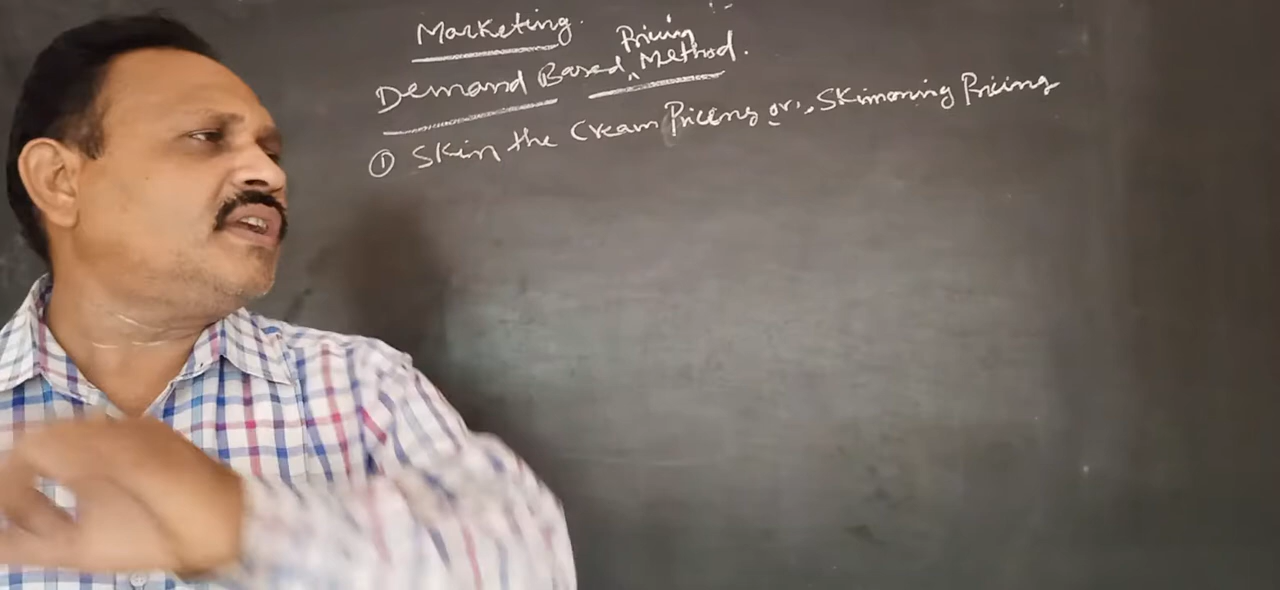 Marketing.
Demand Based Pricing Method.
① Skin the Cream Pricing or, Skimming Pricing